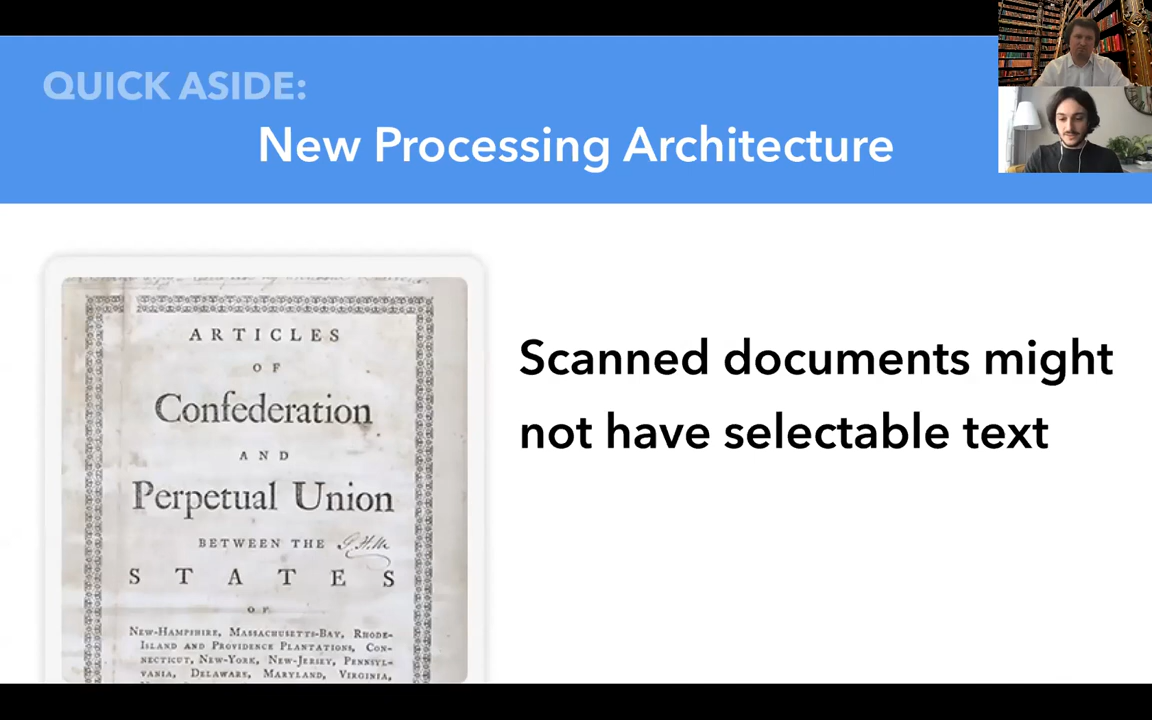 QUICK ASIDE:
New Processing Architecture
Scanned documents might
not have selectable text
ARTICLES
OF
Confederation
AND
Perpetual Union
BETWEEN THE
STATES
OF
NEW-HAMPSHIRE, MASSACHUSETTS-BAY, RHODE-
ISLAND AND PROVIDENCE PLANTATIONS, CON-
NECTICUT, NEW-YORK, NEW-JERSEY, PENNSYL-
VANIA, DELAWARE, MARYLAND, VIRGINIA,